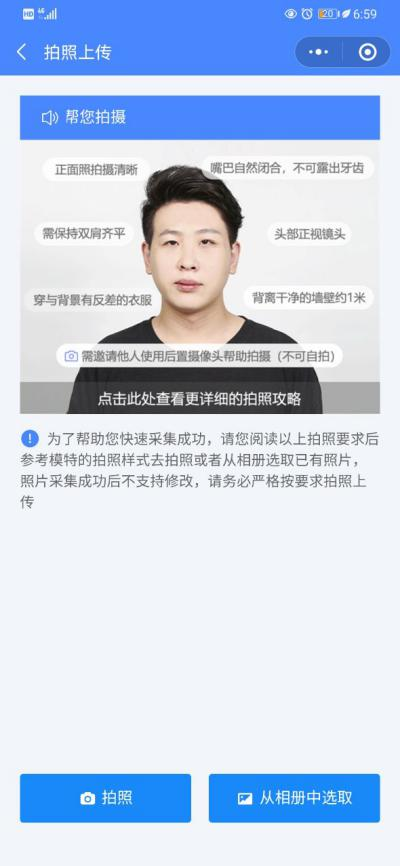 HD 4G 20 6:59
拍照上传
帮您拍摄
正面照拍摄清晰
嘴巴自然闭合，不可露出牙齿
需保持双肩齐平
头部正视镜头
穿与背景有反差的衣服
背离干净的墙壁约1米
需邀请他人使用后置摄像头帮助拍摄（不可自拍）
点击此处查看更详细的拍照攻略
为了帮助您快速采集成功，请您阅读以上拍照要求后
参考模特的拍照样式去拍照或者从相册选取已有照片，
照片采集成功后不支持修改，请务必严格按要求拍照上
传
拍照
从相册中选取